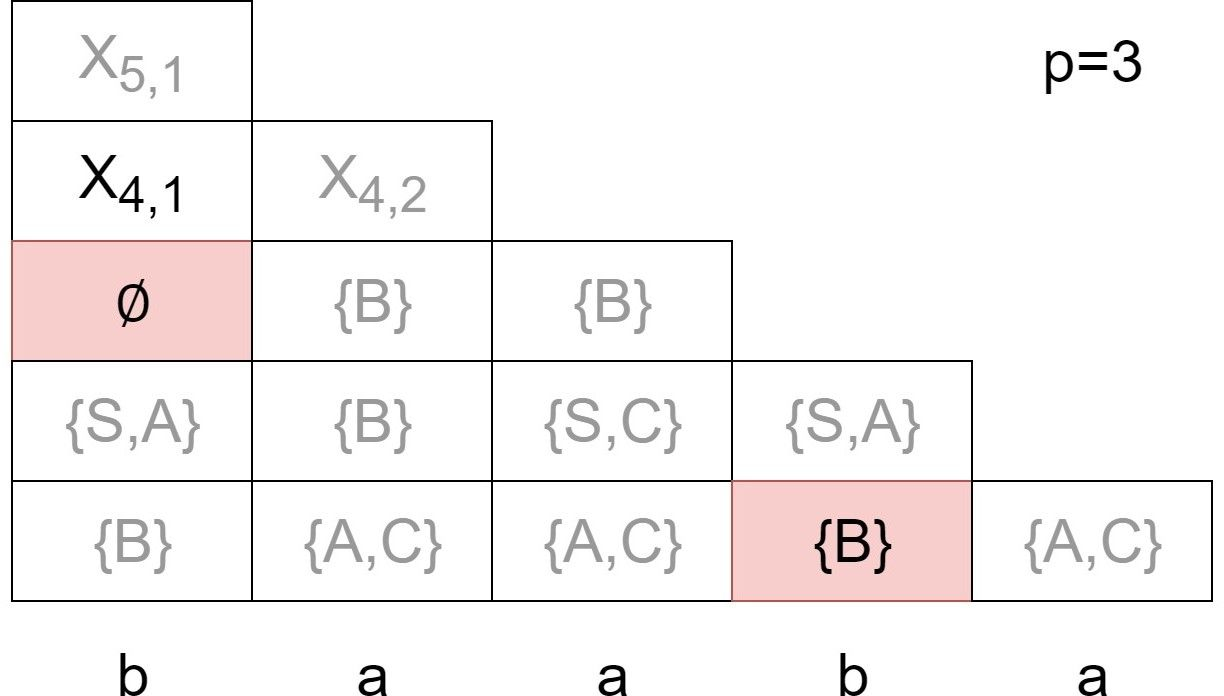 X5,1
p=3
X4,1 X4,2
∅ {B} {B}
{S,A} {B} {S,C} {S,A}
{B} {A,C} {A,C} {B} {A,C}
b a a b a